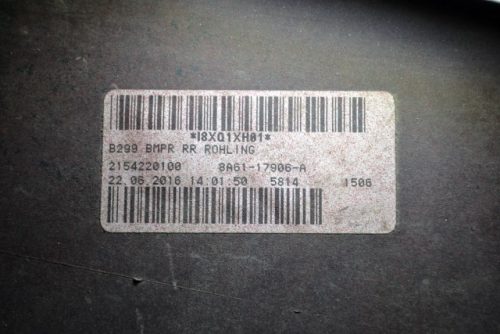 *I8XQ1XH01*
B299 BMPR RR ROHLING
2154220100 8A61-17906-A
22.06.2016 14:01:50 5814 1506